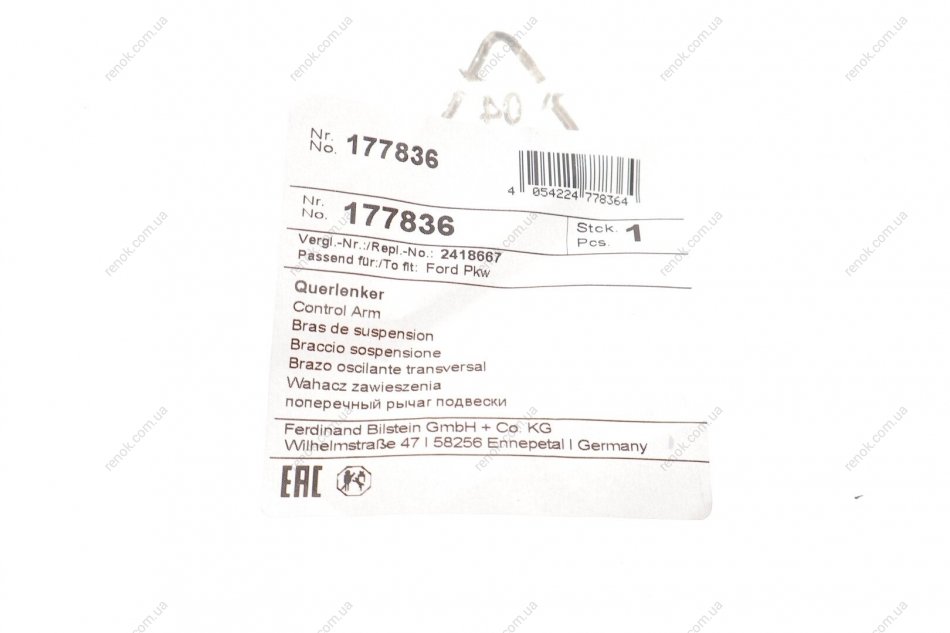 04
Nr.
No. 177836
4 054224 778364
Nr.
No. 177836
Stck.
Pcs. 1
Vergl.-Nr.:/Repl.-No.: 2418667
Passend für:/To fit: Ford Pkw
Querlenker
Control Arm
Bras de suspension
Braccio sospensione
Brazo oscilante transversal
Wahacz zawieszenia
поперечный рычаг подвески
Ferdinand Bilstein GmbH + Co. KG
Wilhelmstraße 47 | 58256 Ennepetal | Germany
EAC
renok.com.ua